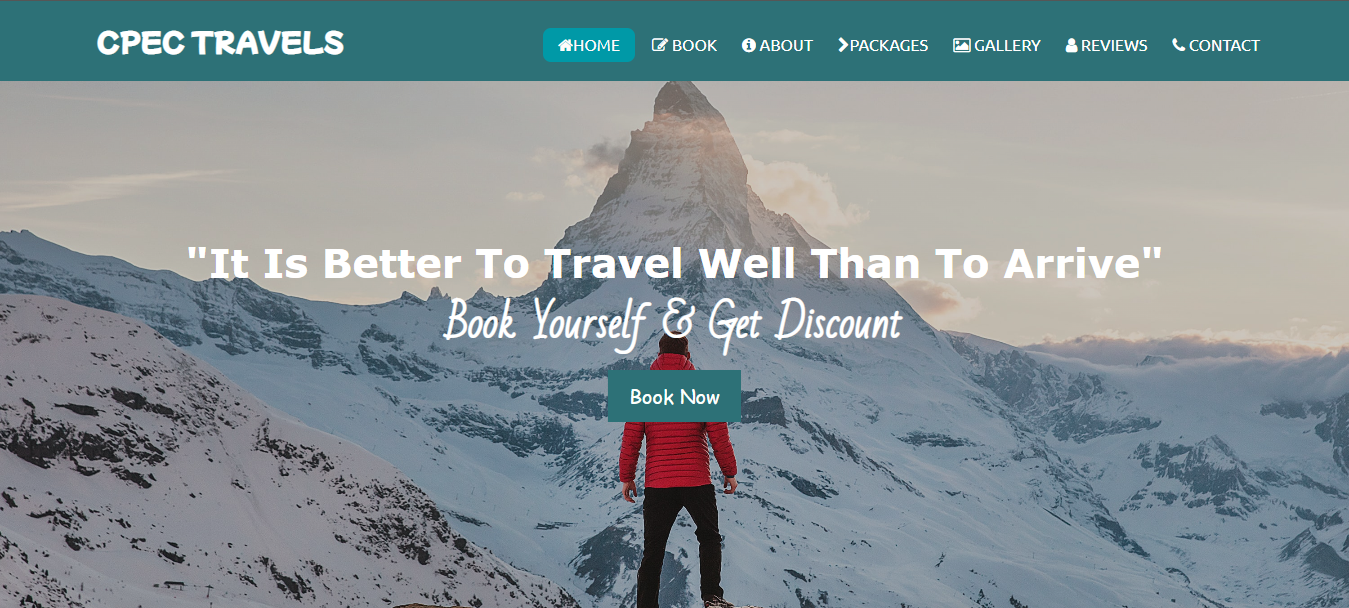 CPEC TRAVELS
HOME BOOK ABOUT PACKAGES GALLERY REVIEWS CONTACT
"It Is Better To Travel Well Than To Arrive"
Book Yourself & Get Discount
Book Now